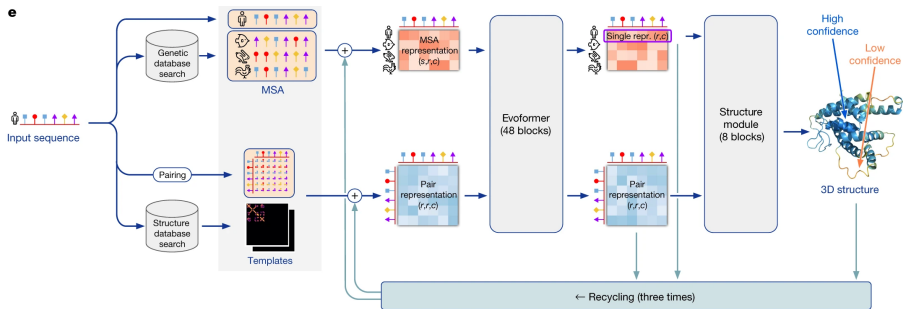 e
Input sequence
Genetic
database
search
MSA
Pairing
Structure
database
search
Templates
+
+
MSA
representation
(s,r,c)
Pair
representation
(r,r,c)
Evoformer
(48 blocks)
Single repr. (r,c)
Pair
representation
(r,r,c)
Structure
module
(8 blocks)
High
confidence
Low
confidence
3D structure
← Recycling (three times)